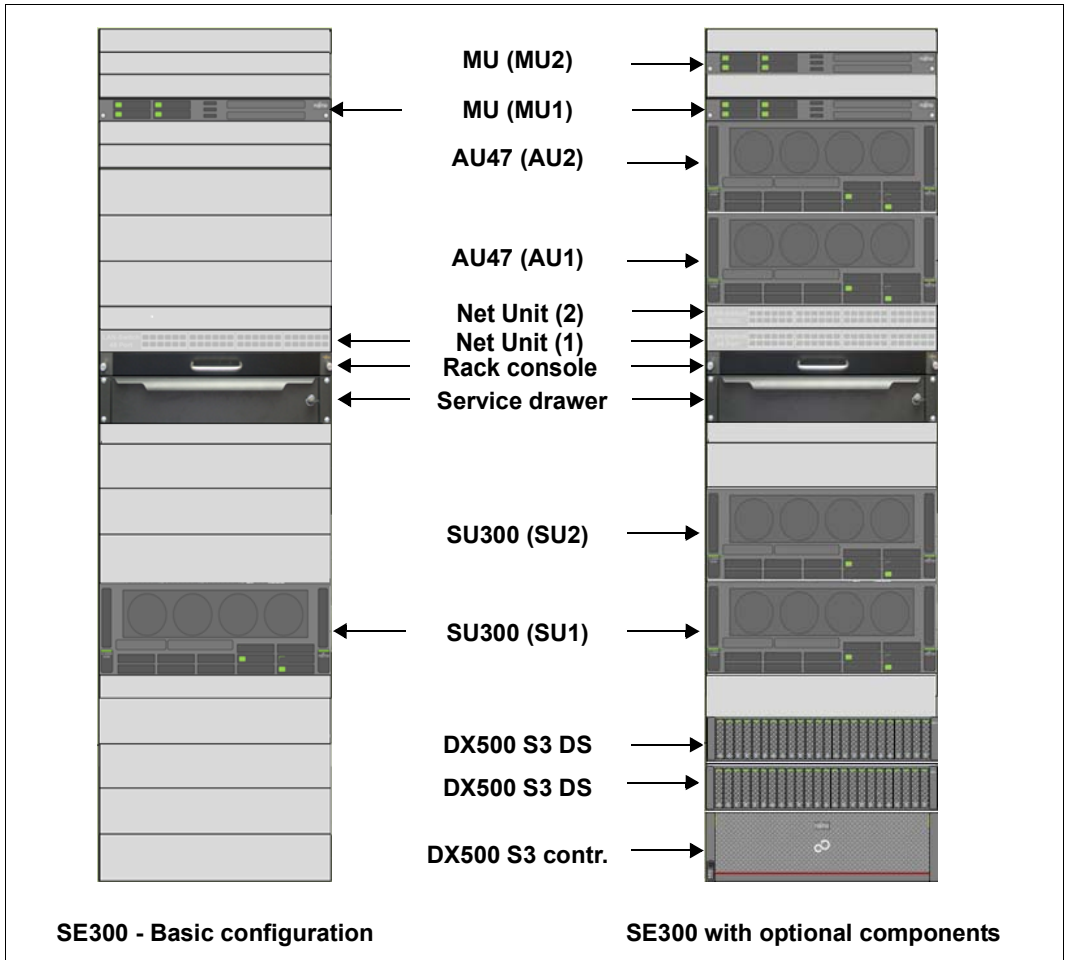 MU (MU2)
MU (MU1)
AU47 (AU2)
AU47 (AU1)
Net Unit (2)
Net Unit (1)
Rack console
Service drawer
SU300 (SU2)
SU300 (SU1)
DX500 S3 DS
DX500 S3 DS
DX500 S3 contr.
SE300 - Basic configuration
SE300 with optional components